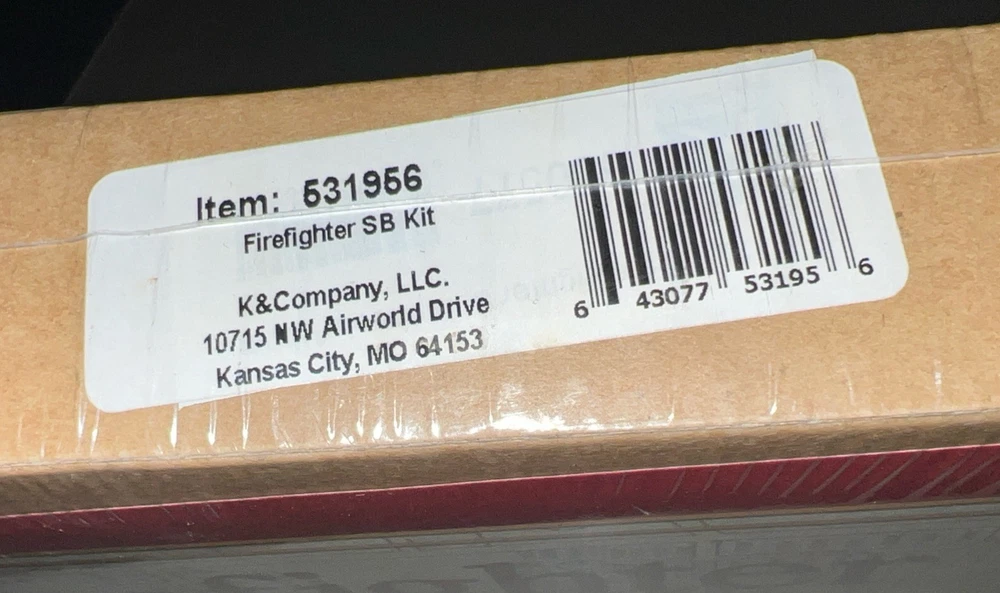 Item: 531956
Firefighter SB Kit
K&Company, LLC.
10715 NW Airworld Drive
Kansas City, MO 64153
6 43077 53195 6
fighter